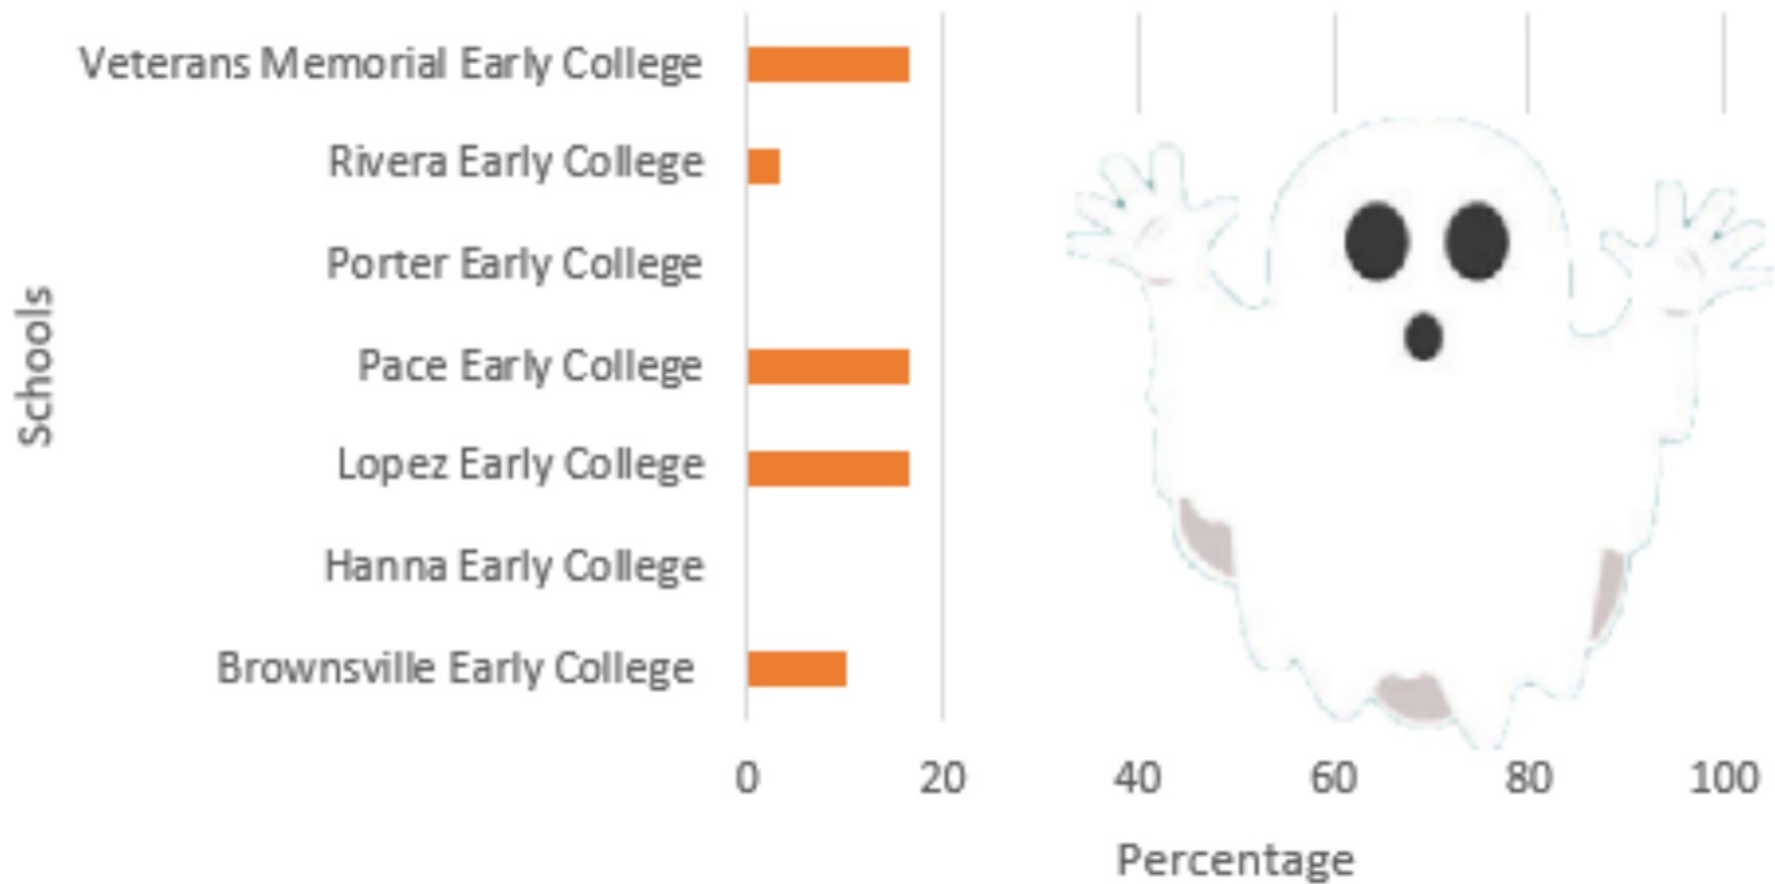 Schools
Veterans Memorial Early College
Rivera Early College
Porter Early College
Pace Early College
Lopez Early College
Hanna Early College
Brownsville Early College
0 20 40 60 80 100
Percentage